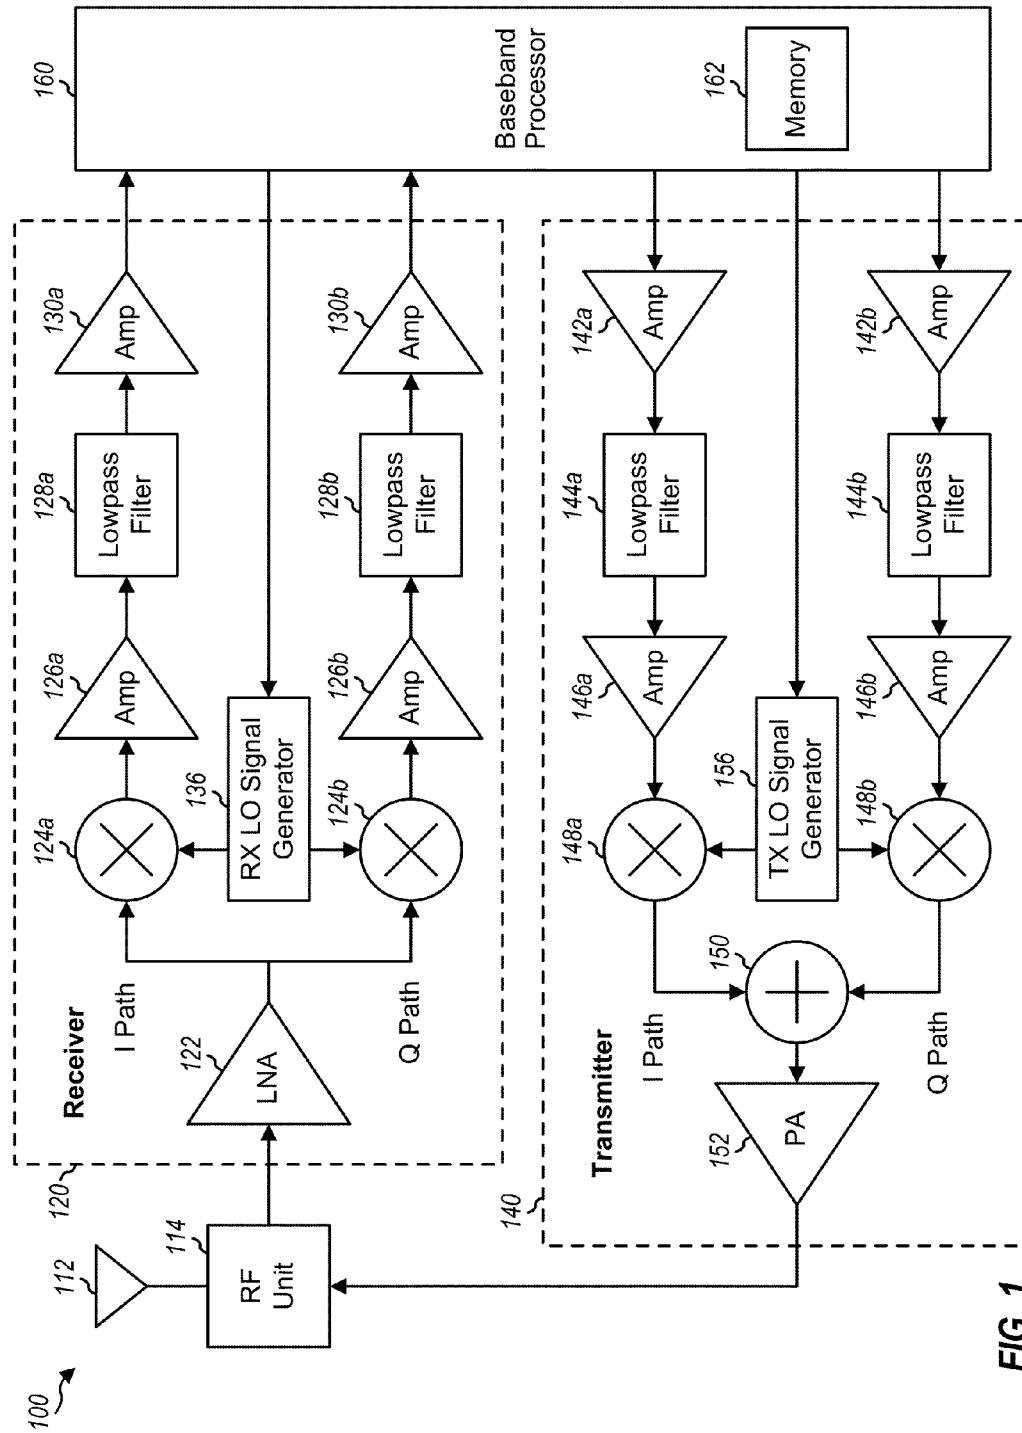 100
112
114
RF
Unit
120
Receiver
I Path
122
LNA
Q Path
124a
136
RX LO Signal
Generator
124b
126a
Amp
126b
Amp
128a
Lowpass
Filter
128b
Lowpass
Filter
130a
Amp
130b
Amp
160
Baseband
Processor
162
Memory
140
Transmitter
152
PA
I Path
150
Q Path
148a
156
TX LO Signal
Generator
148b
146a
Amp
146b
Amp
144a
Lowpass
Filter
144b
Lowpass
Filter
142a
Amp
142b
Amp
FIG. 1